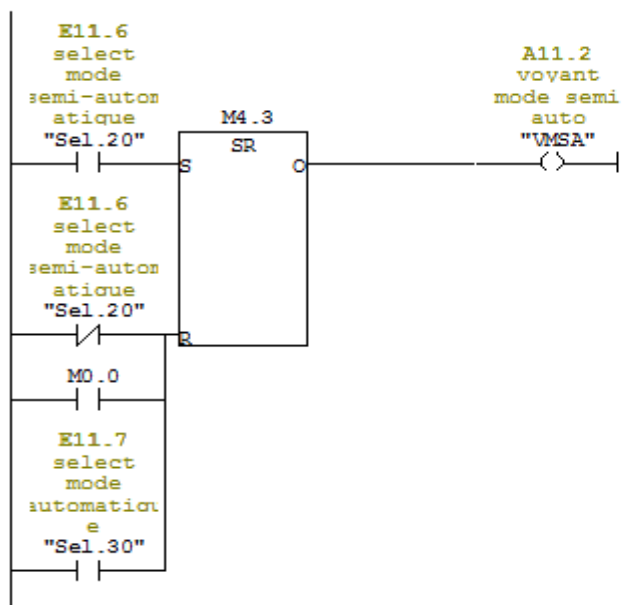 E11.6
select
mode
semi-autom
atique
"Sel.20"
M4.3
SR
S
O
A11.2
voyant
mode semi
auto
"VMSA"
E11.6
select
mode
semi-autom
atique
"Sel.20"
R
M0.0
E11.7
select
mode
automatiqu
e
"Sel.30"